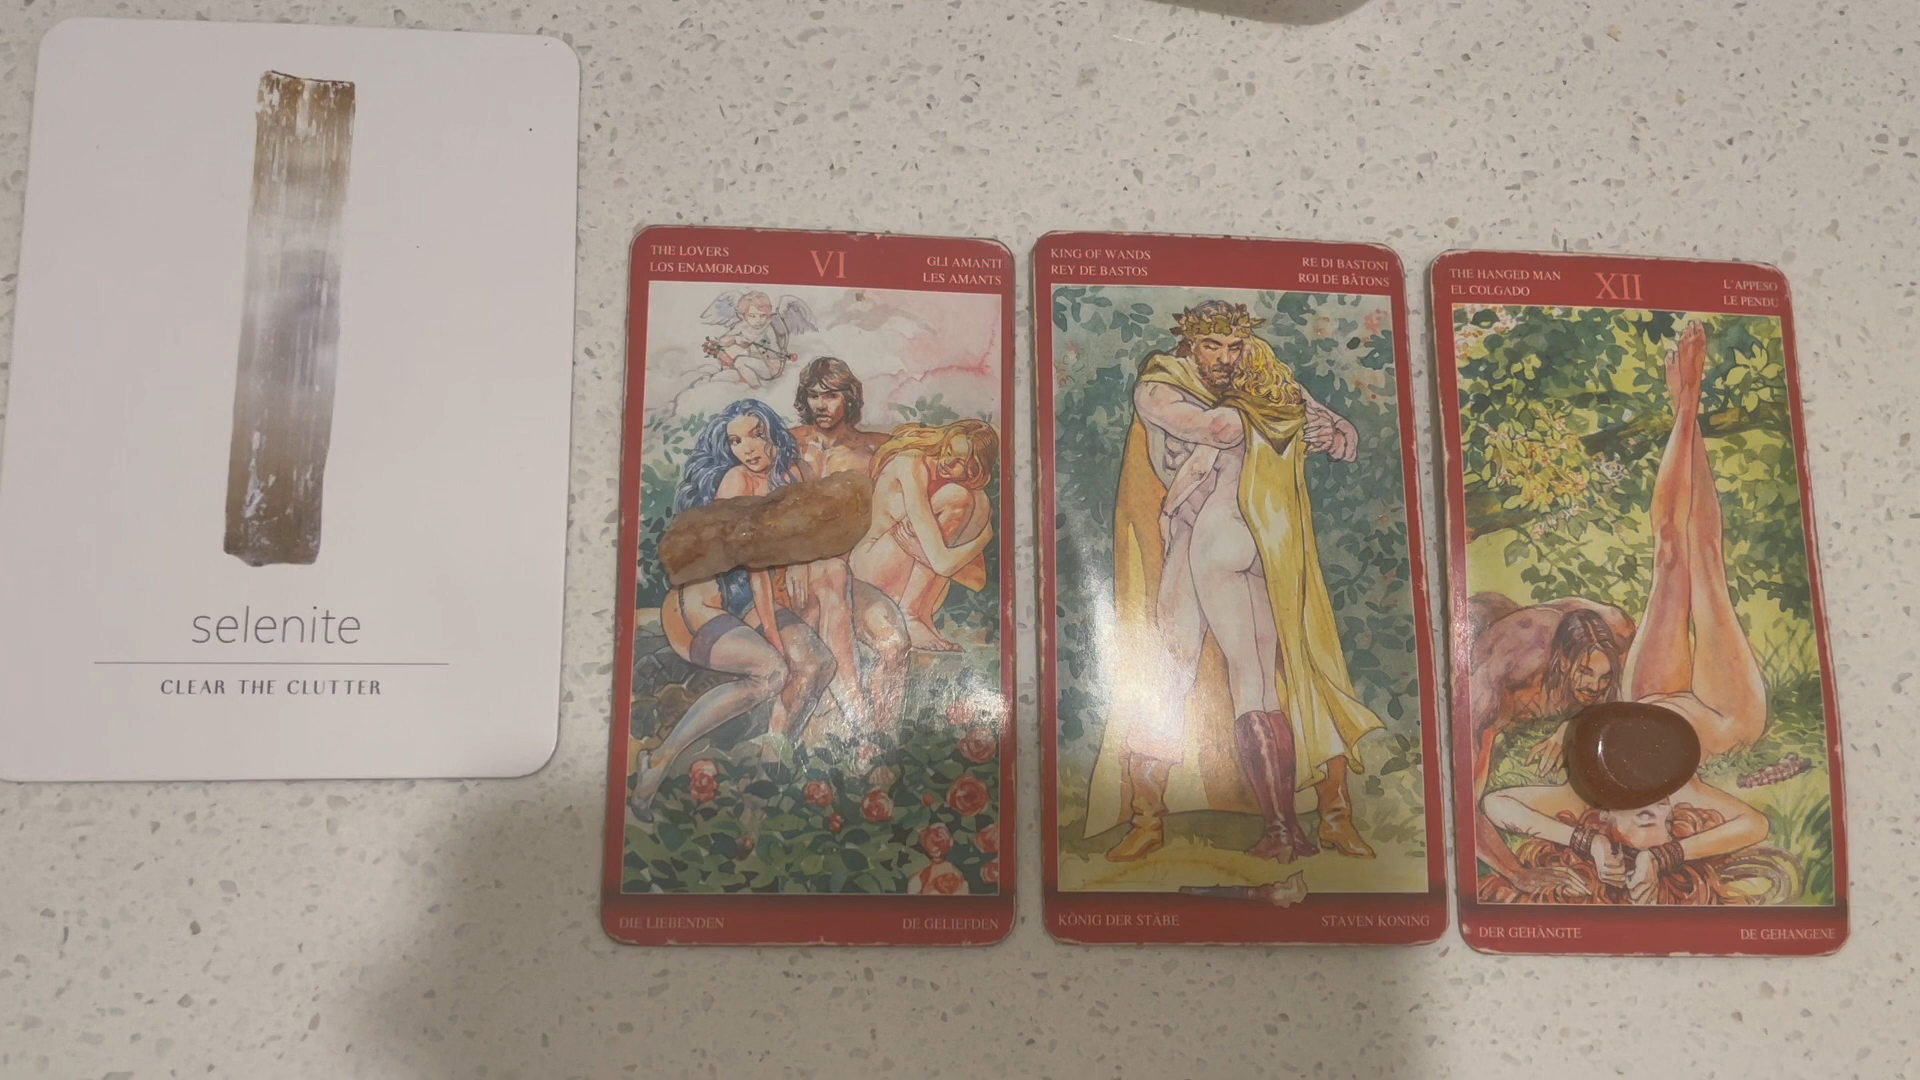 selenite
CLEAR THE CLUTTER
THE LOVERS
LOS ENAMORADOS
VI
GLI AMANTI
LES AMANTS
DIE LIEBENDEN
DE GELIEFDEN
KING OF WANDS
REY DE BASTOS
RE DI BASTONI
ROI DE BÂTONS
KÖNIG DER STÄBE
STAVEN KONING
THE HANGED MAN
EL COLGADO
XII
L'APPESO
LE PENDU
DER GEHÄNGTE
DE GEHANGENE